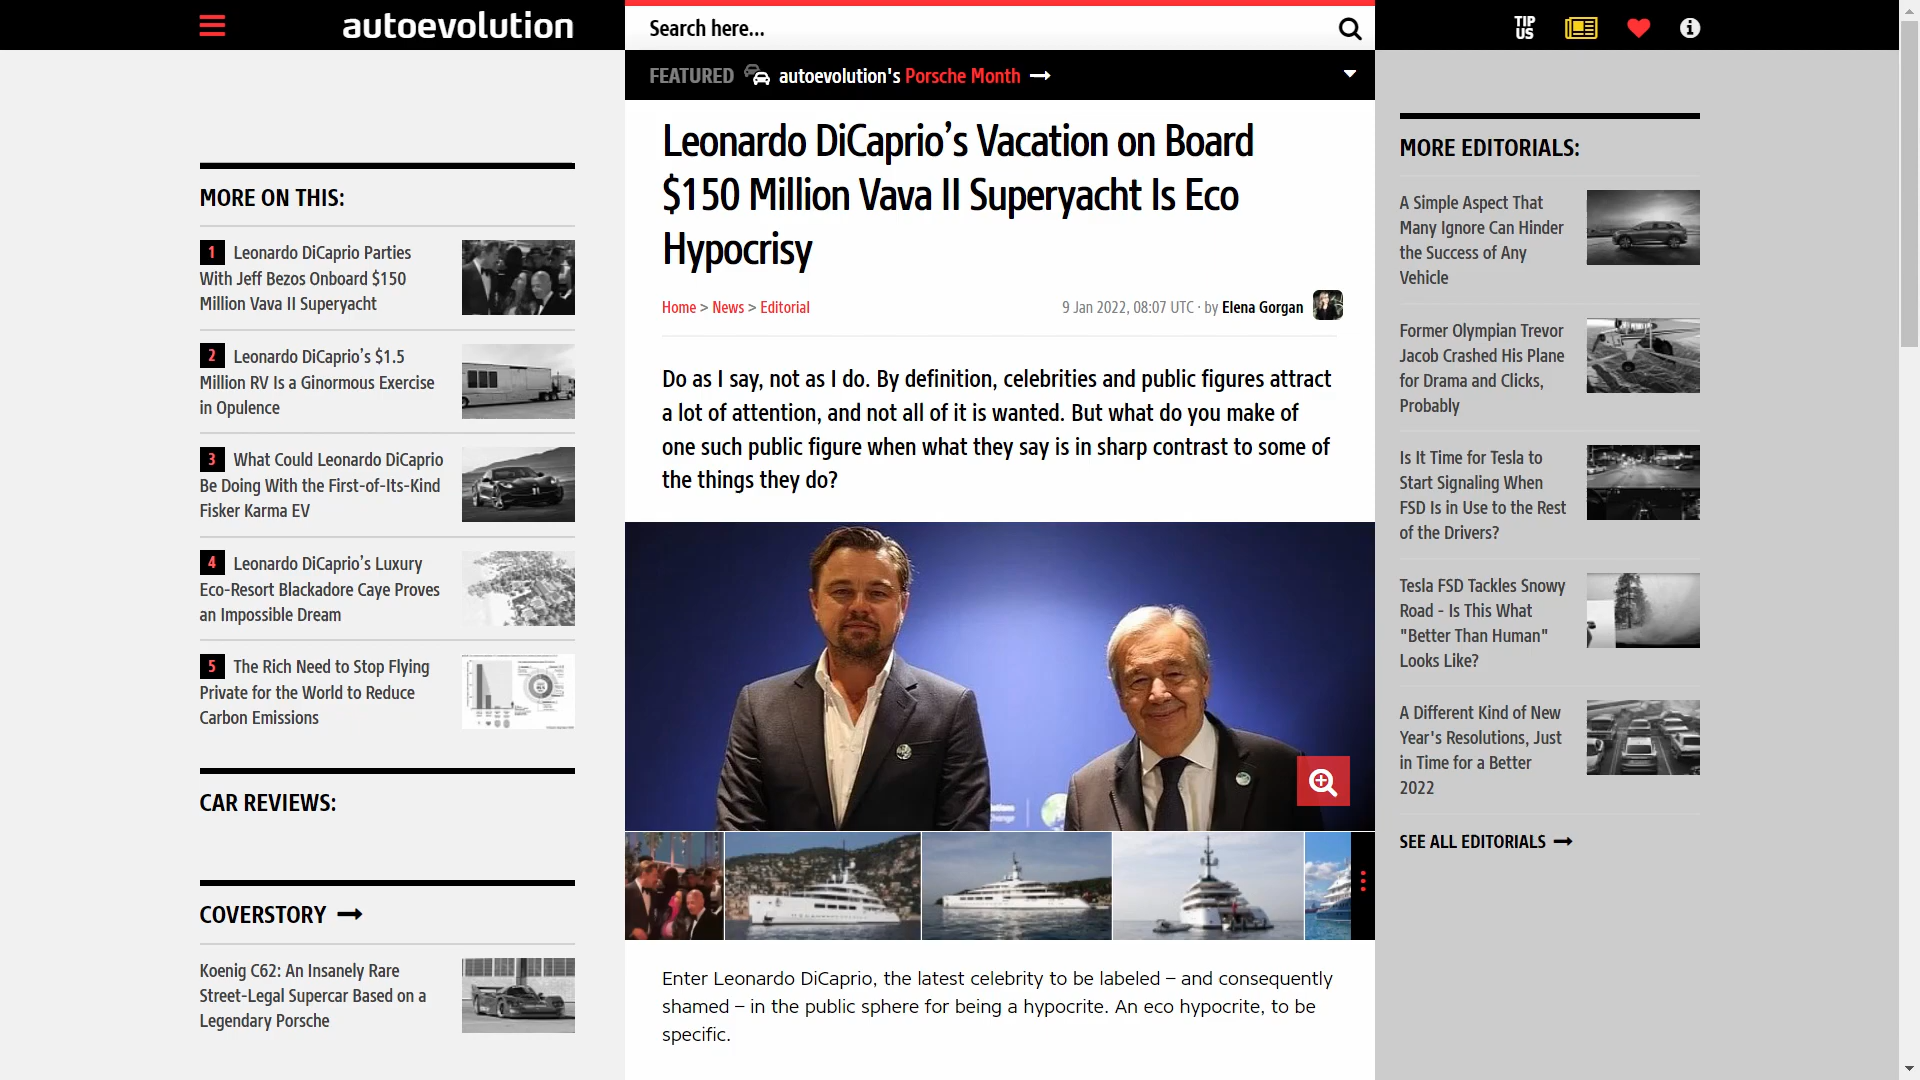 autoevolution
Search here...
TIP
US
FEATURED autoevolution's Porsche Month
MORE ON THIS:
1 Leonardo DiCaprio Parties
With Jeff Bezos Onboard $150
Million Vava II Superyacht
2 Leonardo DiCaprio’s $1.5
Million RV Is a Ginormous Exercise
in Opulence
3 What Could Leonardo DiCaprio
Be Doing With the First-of-Its-Kind
Fisker Karma EV
4 Leonardo DiCaprio’s Luxury
Eco-Resort Blackadore Caye Proves
an Impossible Dream
5 The Rich Need to Stop Flying
Private for the World to Reduce
Carbon Emissions
CAR REVIEWS:
COVERSTORY
Koenig C62: An Insanely Rare
Street-Legal Supercar Based on a
Legendary Porsche
Leonardo DiCaprio’s Vacation on Board
$150 Million Vava II Superyacht Is Eco
Hypocrisy
Home > News > Editorial
9 Jan 2022, 08:07 UTC · by Elena Gorgan
Do as I say, not as I do. By definition, celebrities and public figures attract
a lot of attention, and not all of it is wanted. But what do you make of
one such public figure when what they say is in sharp contrast to some of
the things they do?
Enter Leonardo DiCaprio, the latest celebrity to be labeled – and consequently
shamed – in the public sphere for being a hypocrite. An eco hypocrite, to be
specific.
MORE EDITORIALS:
A Simple Aspect That
Many Ignore Can Hinder
the Success of Any
Vehicle
Former Olympian Trevor
Jacob Crashed His Plane
for Drama and Clicks,
Probably
Is It Time for Tesla to
Start Signaling When
FSD Is in Use to the Rest
of the Drivers?
Tesla FSD Tackles Snowy
Road - Is This What
"Better Than Human"
Looks Like?
A Different Kind of New
Year's Resolutions, Just
in Time for a Better
2022
SEE ALL EDITORIALS